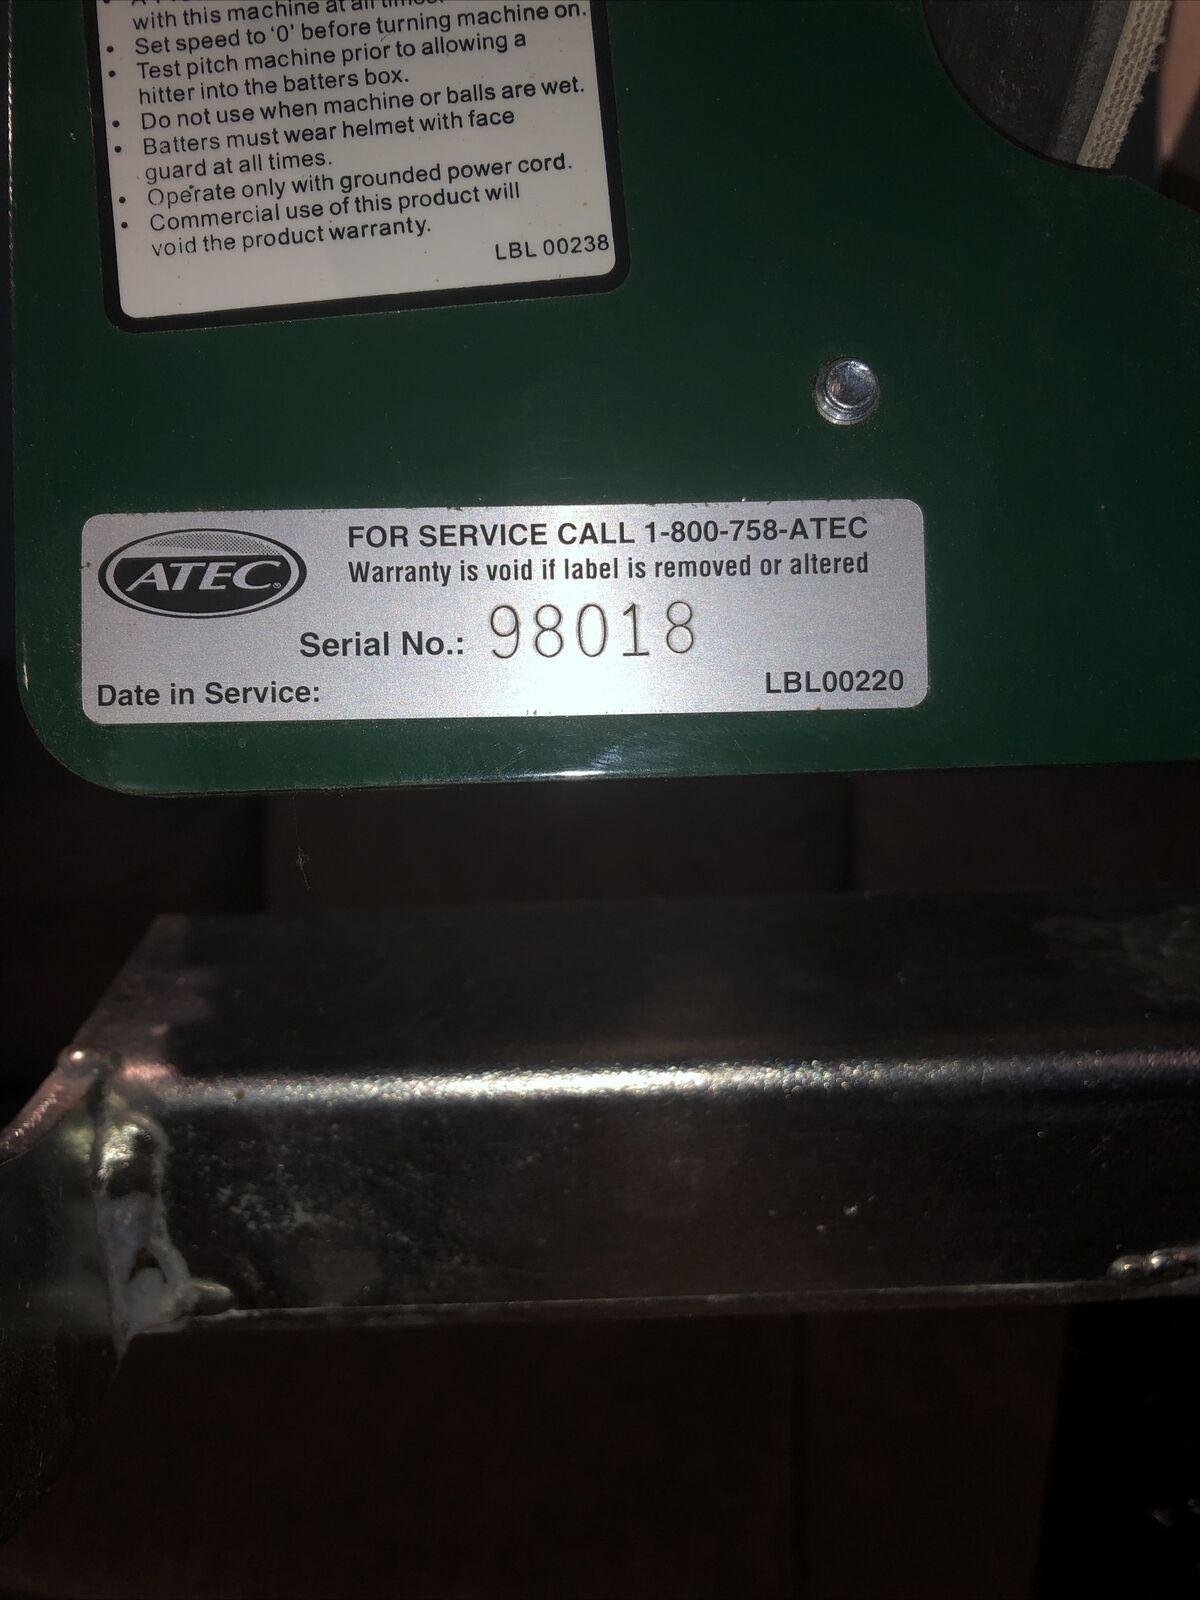 with this machine at all times.
• Set speed to '0' before turning machine on.
• Test pitch machine prior to allowing a
hitter into the batters box.
• Do not use when machine or balls are wet.
• Batters must wear helmet with face
guard at all times.
• Operate only with grounded power cord.
• Commercial use of this product will
void the product warranty.
LBL 00238
ATEC®
FOR SERVICE CALL 1-800-758-ATEC
Warranty is void if label is removed or altered
Serial No.: 98018
Date in Service:
LBL00220